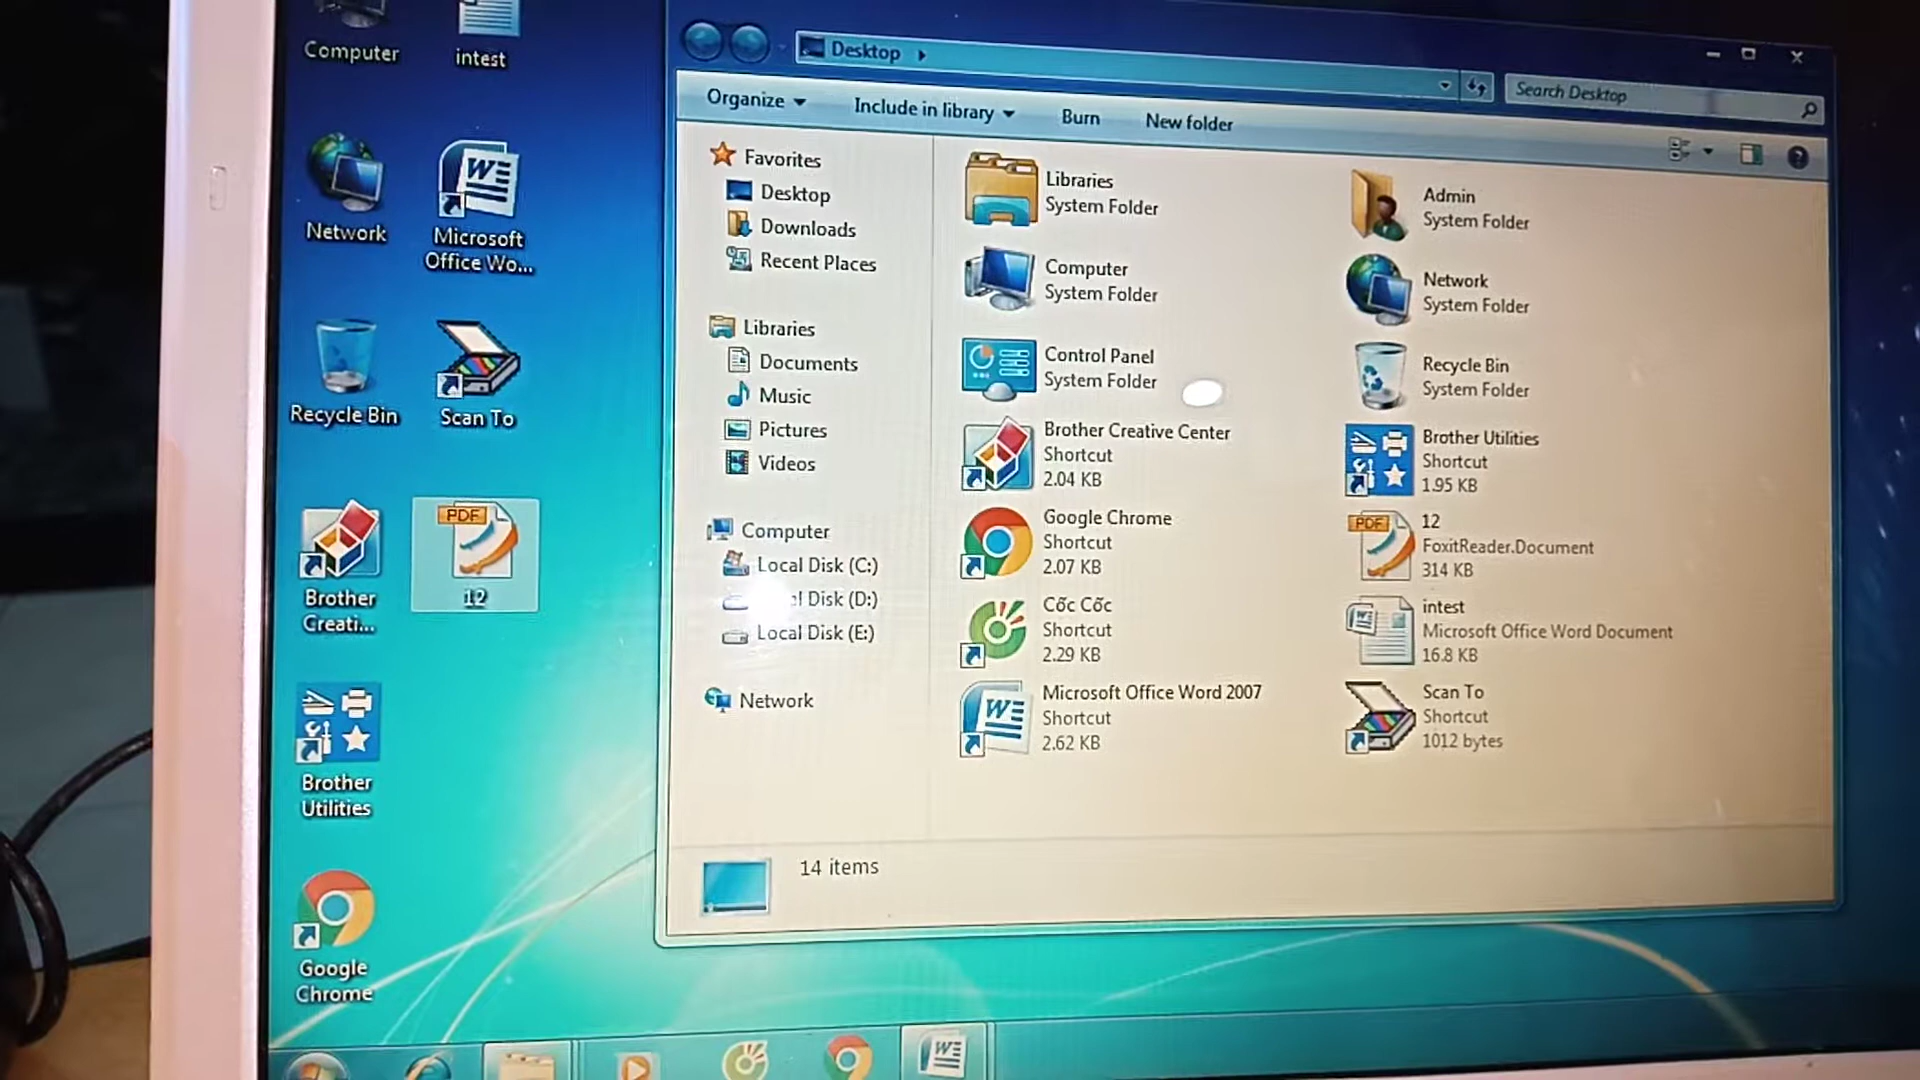 Computer
intest
Network
Microsoft
Office Wo...
Recycle Bin
Scan To
Brother
Creati...
PDF
12
Brother
Utilities
Google
Chrome
Desktop
Search Desktop
Organize
Include in library
Burn
New folder
Favorites
Desktop
Downloads
Recent Places
Libraries
Documents
Music
Pictures
Videos
Computer
Local Disk (C:)
Disk (D:)
Local Disk (E:)
Network
Libraries
System Folder
Admin
System Folder
Computer
System Folder
Network
System Folder
Control Panel
System Folder
Recycle Bin
System Folder
Brother Creative Center
Shortcut
2.04 KB
Brother Utilities
Shortcut
1.95 KB
Google Chrome
Shortcut
2.07 KB
PDF
12
FoxitReader.Document
314 KB
Cốc Cốc
Shortcut
2.29 KB
intest
Microsoft Office Word Document
16.8 KB
Microsoft Office Word 2007
Shortcut
2.62 KB
Scan To
Shortcut
1012 bytes
14 items